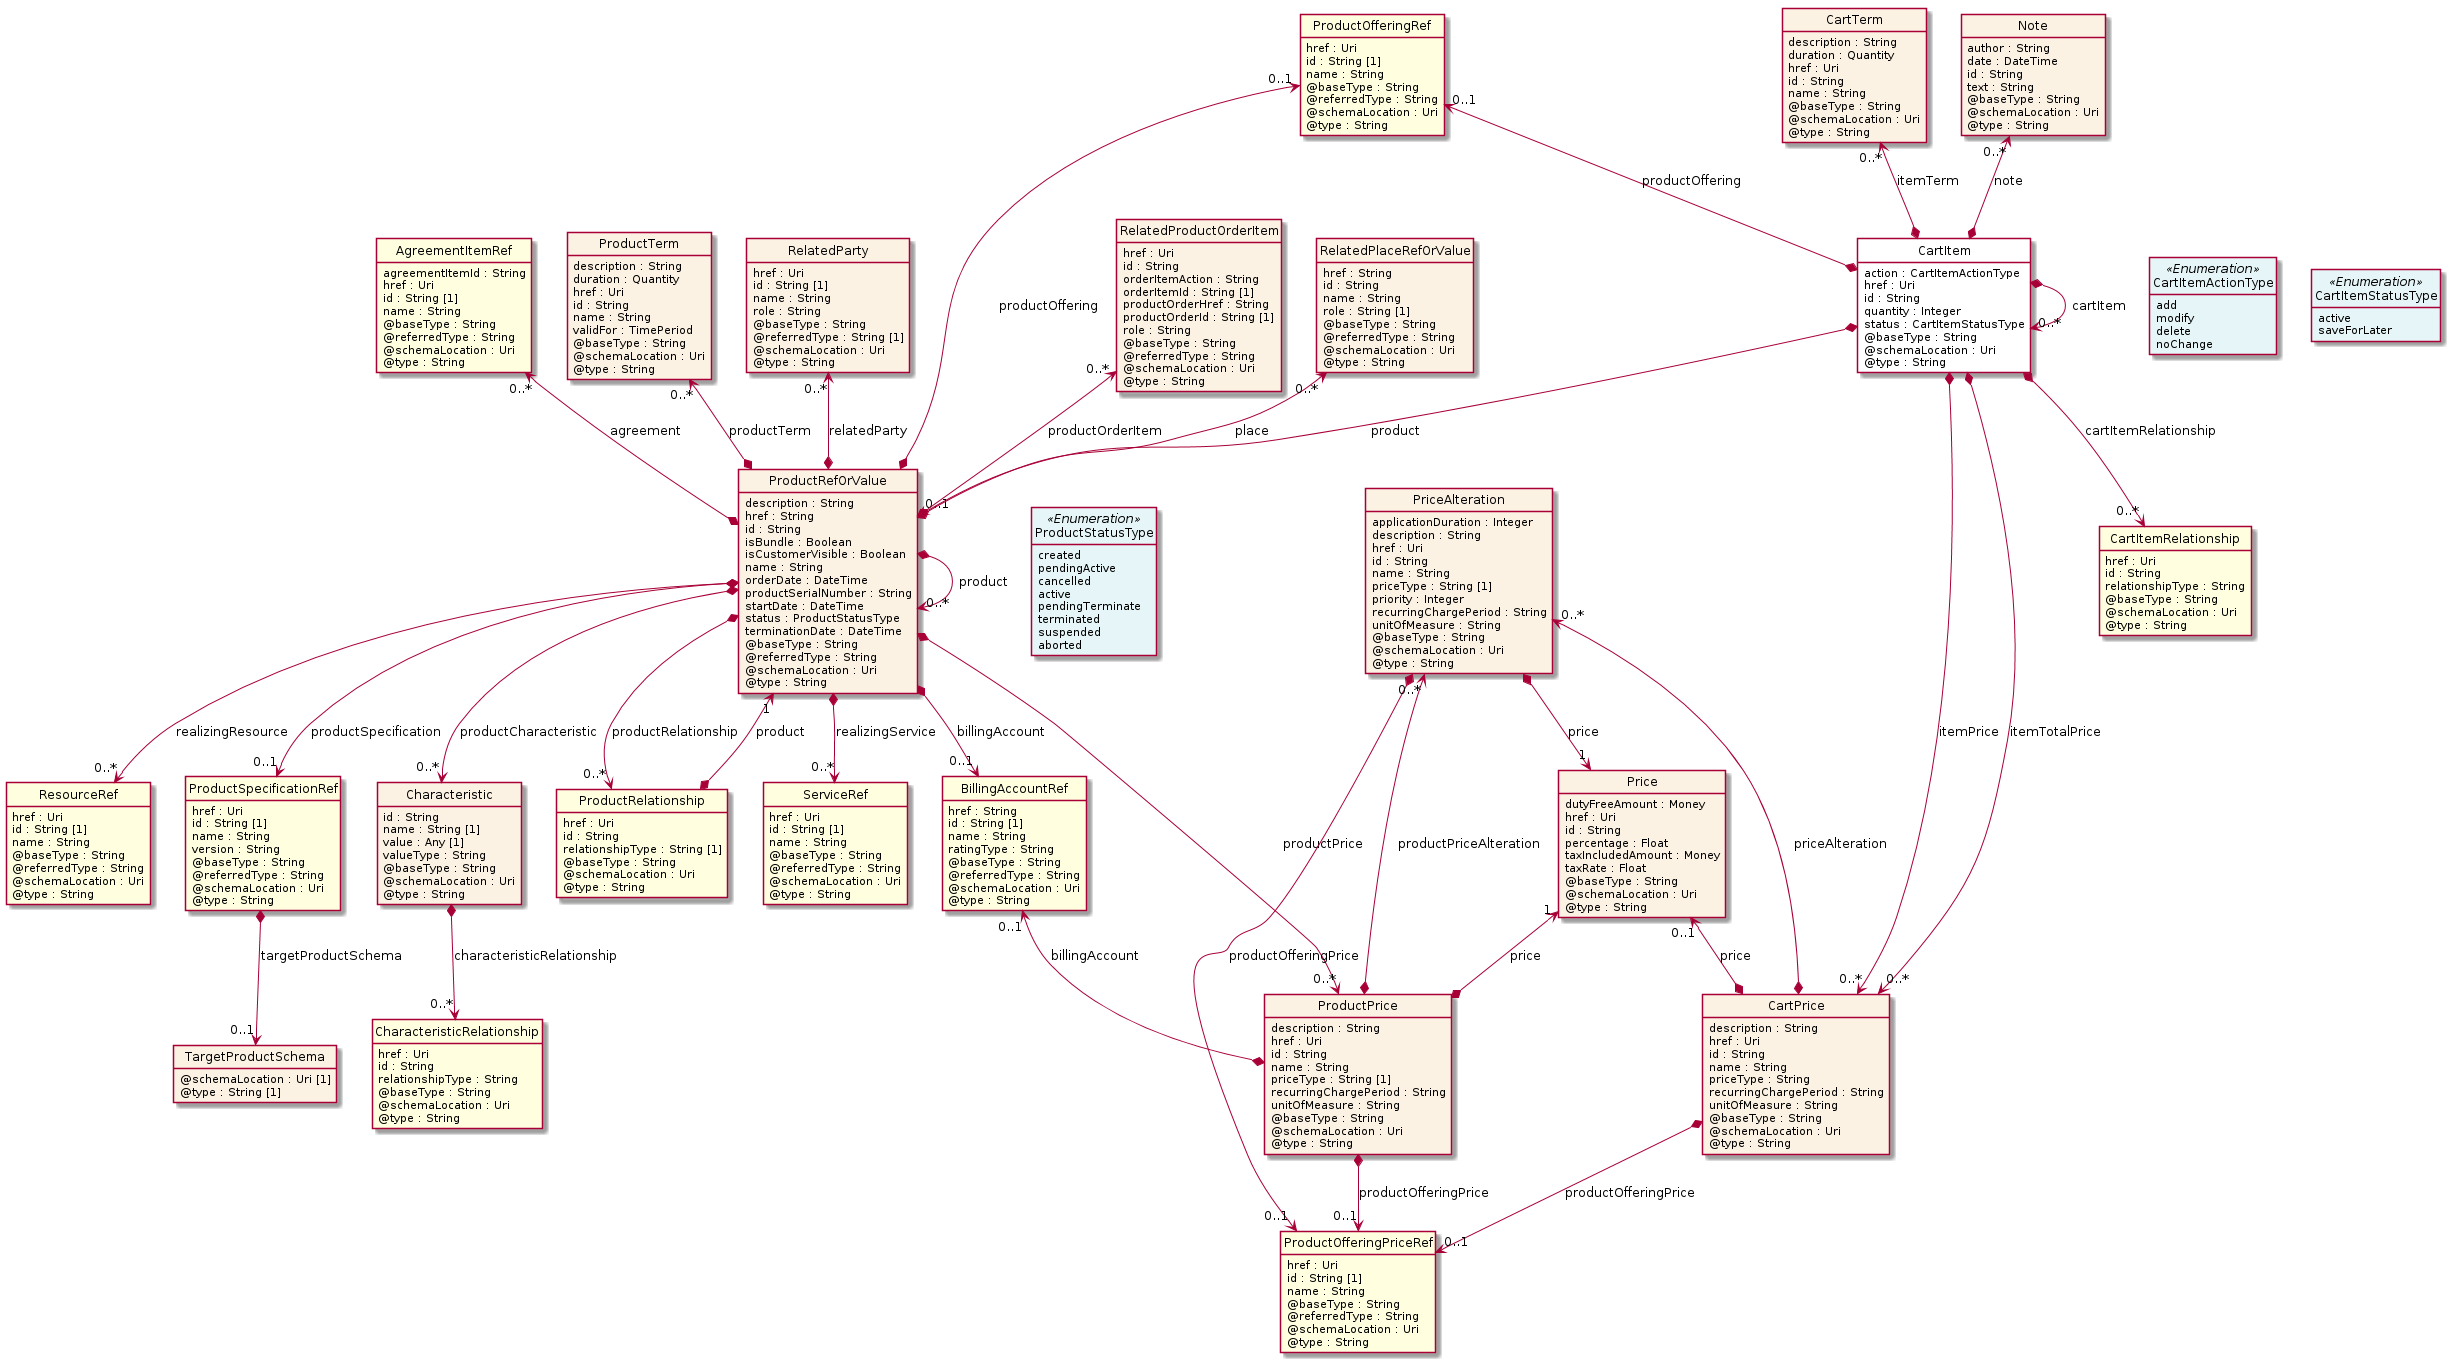 ProductOfferingRef
href : Uri
id : String [1]
name : String
@baseType : String
@referredType : String
@schemaLocation : Uri
@type : String
0..1
0..1
CartTerm
description : String
duration : Quantity
href : Uri
id : String
name : String
@baseType : String
@schemaLocation : Uri
@type : String
0..*
Note
author : String
date : DateTime
id : String
text : String
@baseType : String
@schemaLocation : Uri
@type : String
0..*
productOffering
itemTerm
note
AgreementItemRef
agreementItemId : String
href : Uri
id : String [1]
name : String
@baseType : String
@referredType : String
@schemaLocation : Uri
@type : String
0..*
ProductTerm
description : String
duration : Quantity
href : Uri
id : String
name : String
validFor : TimePeriod
@baseType : String
@schemaLocation : Uri
@type : String
0..*
RelatedParty
href : Uri
id : String [1]
name : String
role : String
@baseType : String
@referredType : String [1]
@schemaLocation : Uri
@type : String
0..*
productOffering
RelatedProductOrderItem
href : Uri
id : String
orderItemAction : String
orderItemId : String [1]
productOrderHref : String
productOrderId : String [1]
role : String
@baseType : String
@referredType : String
@schemaLocation : Uri
@type : String
0..*
RelatedPlaceRefOrValue
href : String
id : String
name : String
role : String [1]
@baseType : String
@referredType : String
@schemaLocation : Uri
@type : String
0..*
CartItem
action : CartItemActionType
href : Uri
id : String
quantity : Integer
status : CartItemStatusType
@baseType : String
@schemaLocation : Uri
@type : String
cartItem
0..*
«Enumeration»
CartItemActionType
add
modify
delete
noChange
«Enumeration»
CartItemStatusType
active
saveForLater
agreement
productTerm
relatedParty
productOrderItem
place
product
cartItemRelationship
ProductRefOrValue
description : String
href : String
id : String
isBundle : Boolean
isCustomerVisible : Boolean
name : String
orderDate : DateTime
productSerialNumber : String
startDate : DateTime
status : ProductStatusType
terminationDate : DateTime
@baseType : String
@referredType : String
@schemaLocation : Uri
@type : String
0..1
product
0..*
1
«Enumeration»
ProductStatusType
created
pendingActive
cancelled
active
pendingTerminate
terminated
suspended
aborted
PriceAlteration
applicationDuration : Integer
description : String
href : Uri
id : String
name : String
priceType : String [1]
priority : Integer
recurringChargePeriod : String
unitOfMeasure : String
@baseType : String
@schemaLocation : Uri
@type : String
0..*
0..*
0..*
CartItemRelationship
href : Uri
id : String
relationshipType : String
@baseType : String
@schemaLocation : Uri
@type : String
realizingResource
productSpecification
productCharacteristic
productRelationship
product
realizingService
billingAccount
price
itemPrice
itemTotalPrice
0..*
ResourceRef
href : Uri
id : String [1]
name : String
@baseType : String
@referredType : String
@schemaLocation : Uri
@type : String
0..1
ProductSpecificationRef
href : Uri
id : String [1]
name : String
version : String
@baseType : String
@referredType : String
@schemaLocation : Uri
@type : String
0..*
Characteristic
id : String
name : String [1]
value : Any [1]
valueType : String
@baseType : String
@schemaLocation : Uri
@type : String
0..*
ProductRelationship
href : Uri
id : String
relationshipType : String [1]
@baseType : String
@schemaLocation : Uri
@type : String
0..*
ServiceRef
href : Uri
id : String [1]
name : String
@baseType : String
@referredType : String
@schemaLocation : Uri
@type : String
0..1
BillingAccountRef
href : String
id : String [1]
name : String
ratingType : String
@baseType : String
@referredType : String
@schemaLocation : Uri
@type : String
0..1
productPrice
productPriceAlteration
1
Price
dutyFreeAmount : Money
href : Uri
id : String
percentage : Float
taxIncludedAmount : Money
taxRate : Float
@baseType : String
@schemaLocation : Uri
@type : String
1
0..1
priceAlteration
targetProductSchema
characteristicRelationship
billingAccount
productOfferingPrice
price
price
0..1
TargetProductSchema
@schemaLocation : Uri [1]
@type : String [1]
0..*
CharacteristicRelationship
href : Uri
id : String
relationshipType : String
@baseType : String
@schemaLocation : Uri
@type : String
0..*
ProductPrice
description : String
href : Uri
id : String
name : String
priceType : String [1]
recurringChargePeriod : String
unitOfMeasure : String
@baseType : String
@schemaLocation : Uri
@type : String
0..*
0..*
CartPrice
description : String
href : Uri
id : String
name : String
priceType : String
recurringChargePeriod : String
unitOfMeasure : String
@baseType : String
@schemaLocation : Uri
@type : String
productOfferingPrice
productOfferingPrice
0..1
0..1
0..1
ProductOfferingPriceRef
href : Uri
id : String [1]
name : String
@baseType : String
@referredType : String
@schemaLocation : Uri
@type : String